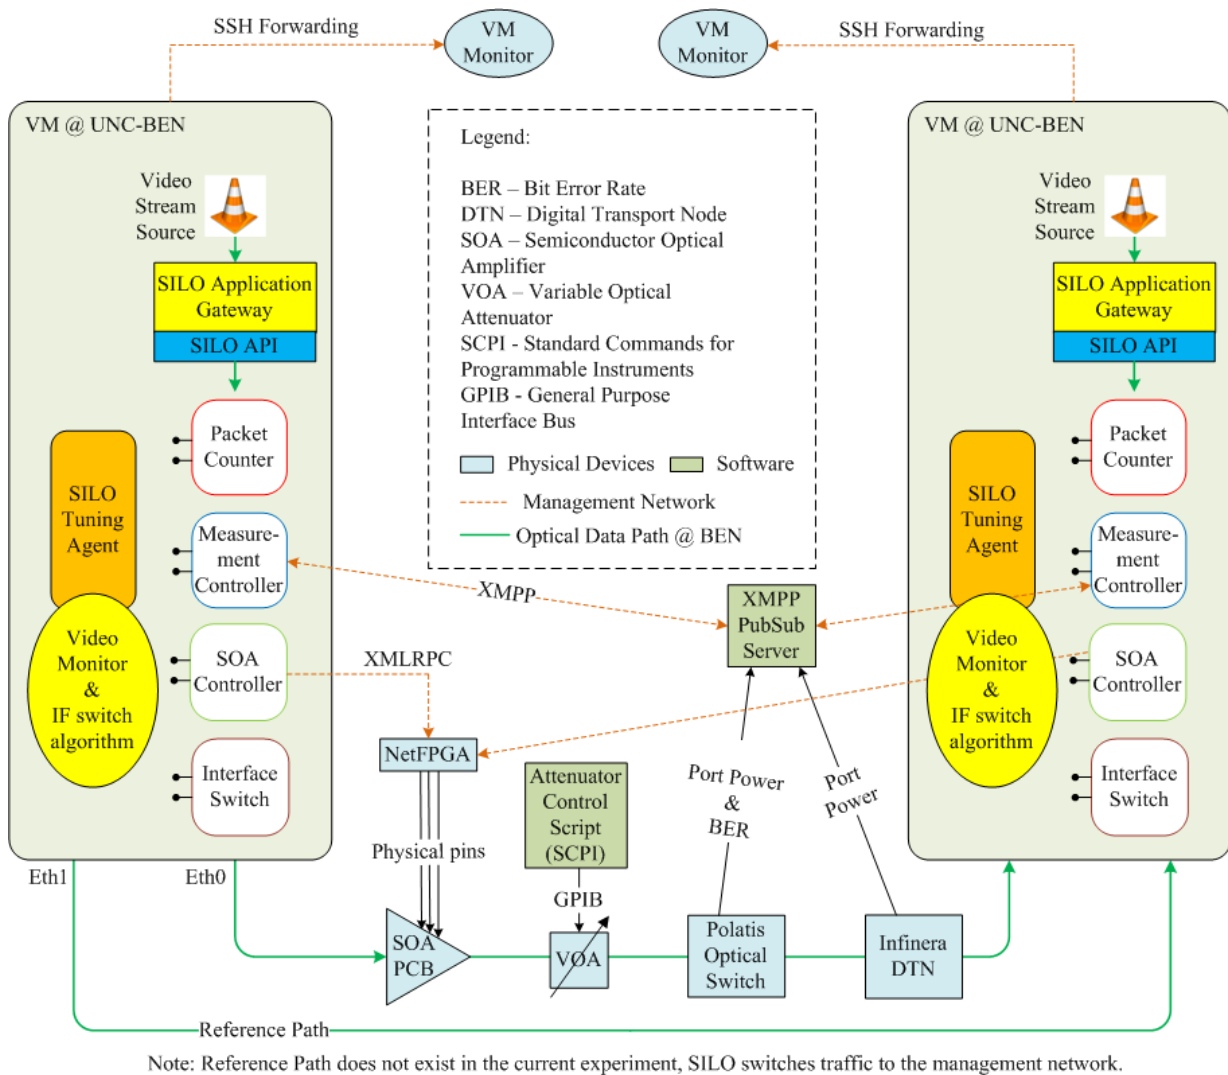 SSH Forwarding
VM
Monitor
VM
Monitor
SSH Forwarding
VM @ UNC-BEN
Video
Stream
Source
SILO Application
Gateway
SILO API
Packet
Counter
SILO
Tuning
Agent
Measure-
ment
Controller
Video
Monitor
&
IF switch
algorithm
SOA
Controller
Interface
Switch
Eth1
Eth0
Legend:
BER – Bit Error Rate
DTN – Digital Transport Node
SOA – Semiconductor Optical
Amplifier
VOA – Variable Optical
Attenuator
SCPI - Standard Commands for
Programmable Instruments
GPIB - General Purpose
Interface Bus
Physical Devices
Software
Management Network
Optical Data Path @ BEN
XMPP
XMPP
PubSub
Server
XMLRPC
NetFPGA
Attenuator
Control
Script
(SCPI)
Port Power
&
BER
Port
Power
Physical pins
GPIB
SOA
PCB
VOA
Polatis
Optical
Switch
Infinera
DTN
VM @ UNC-BEN
Video
Stream
Source
SILO Application
Gateway
SILO API
Packet
Counter
SILO
Tuning
Agent
Measure-
ment
Controller
Video
Monitor
&
IF switch
algorithm
SOA
Controller
Interface
Switch
Reference Path
Note: Reference Path does not exist in the current experiment, SILO switches traffic to the management network.